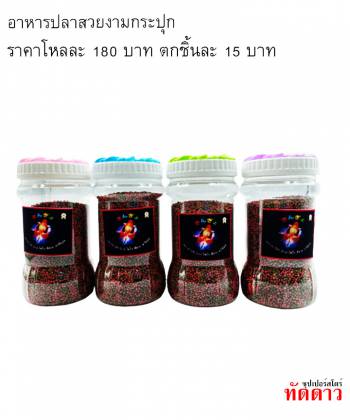 อาหารปลาสวยงามกระปุก
ราคาโหลละ 180 บาท ตกชิ้นละ 15 บาท
ซุปเปอร์สโตร์
ทัดดาว